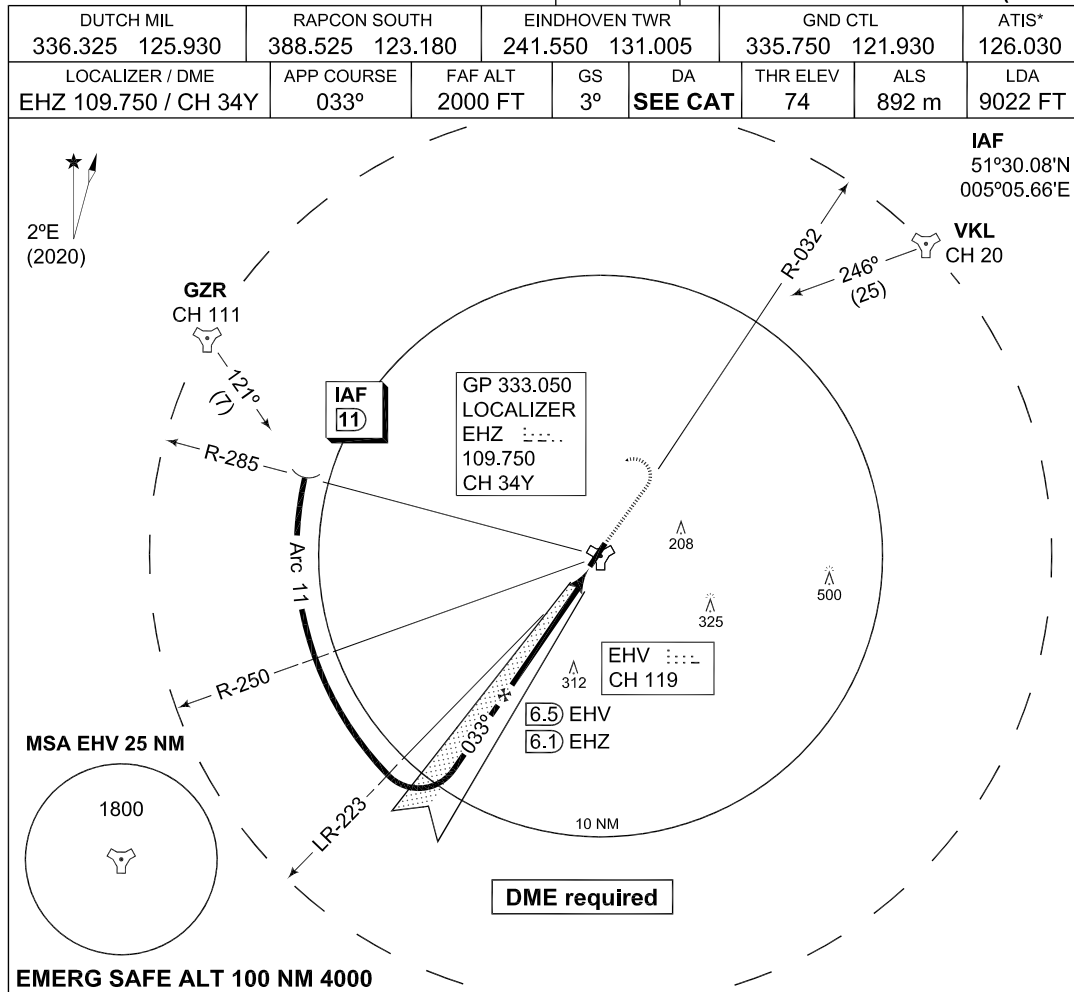 DUTCH MIL RAPCON SOUTH EINDHOVEN TWR GND CTL ATIS*
336.325 125.930 388.525 123.180 241.550 131.005 335.750 121.930 126.030
LOCALIZER / DME APP COURSE FAF ALT GS DA THR ELEV ALS LDA
EHZ 109.750 / CH 34Y 033º 2000 FT 3º SEE CAT 74 892 m 9022 FT
IAF
51º30.08'N
005º05.66'E
2ºE
(2020)
VKL
CH 20
R-032
246º
(25)
GZR
CH 111
121º
(7)
IAF
11
GP 333.050
LOCALIZER
EHZ
109.750
CH 34Y
R-285
Arc 11
208
500
325
R-250
312
EHV
CH 119
6.5 EHV
6.1 EHZ
033º
LR-223
MSA EHV 25 NM
1800
10 NM
DME required
EMERG SAFE ALT 100 NM 4000